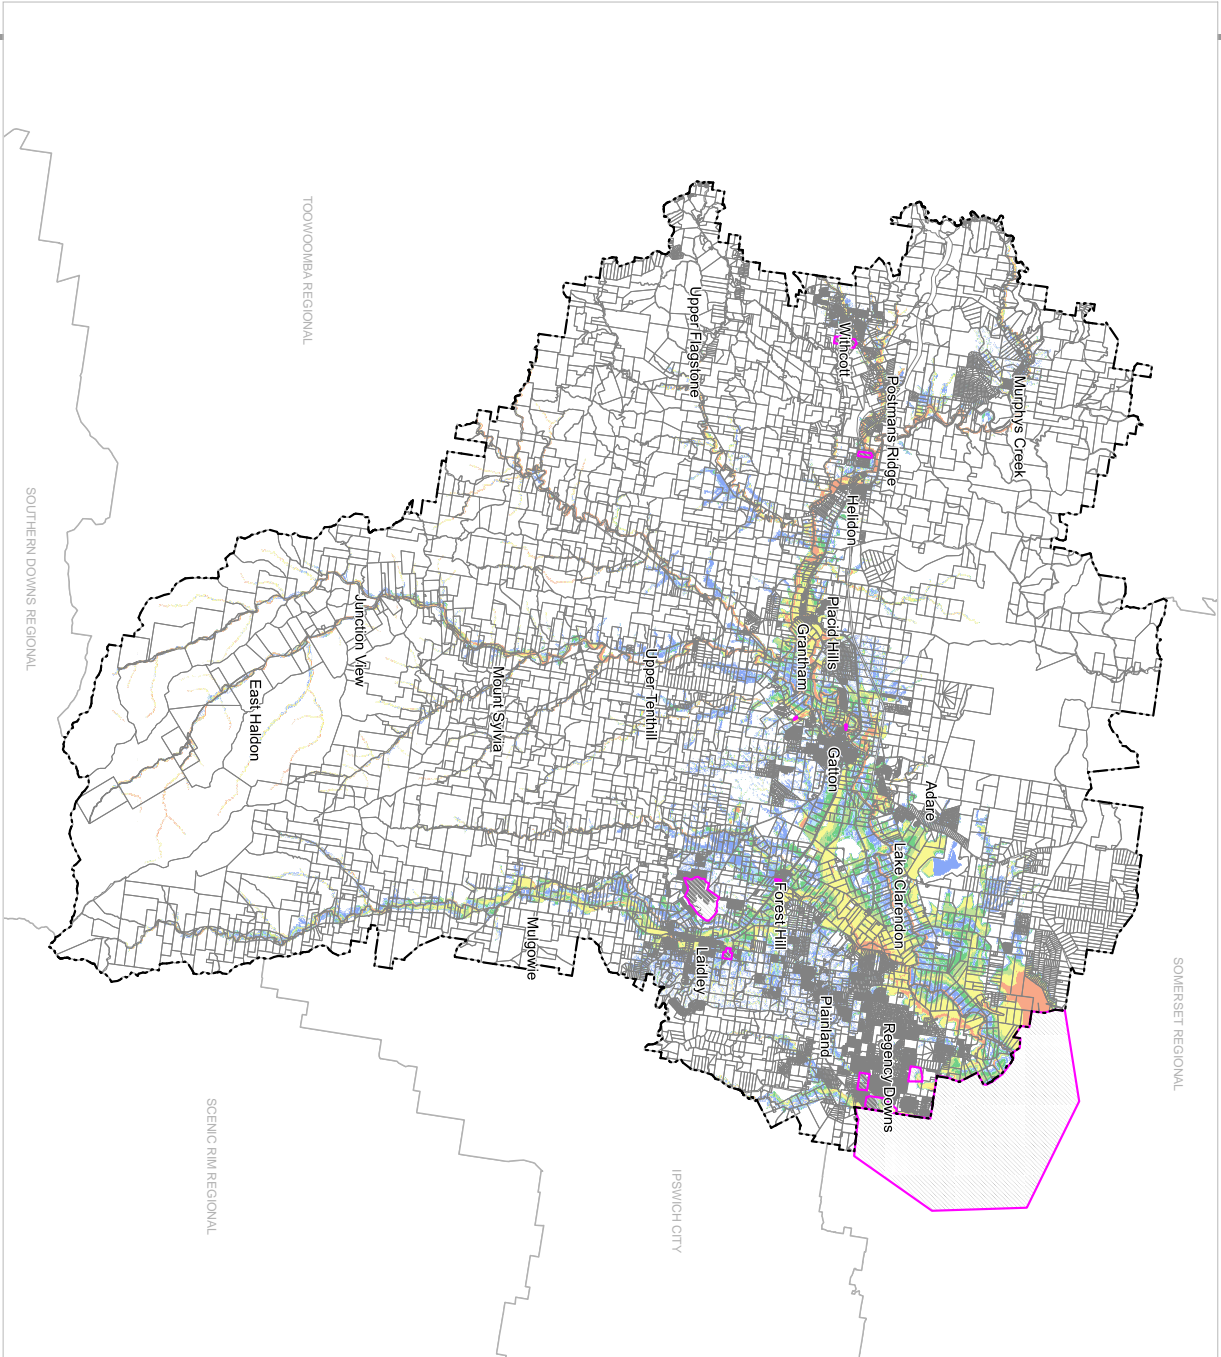 SOMERSET REGIONAL
Murphys Creek
Adare
Postmans Ridge
Lake Clarendon
Regency Downs
Withcott
Helidon
Placid Hills
Gatton
Plainland
Grantham
Forest Hill
Upper Flagstone
Laidley
IPSWICH CITY
Upper Tenthill
Mulgowie
Mount Sylvia
Junction View
TOOWOOMBA REGIONAL
East Haldon
SCENIC RIM REGIONAL
SOUTHERN DOWNS REGIONAL